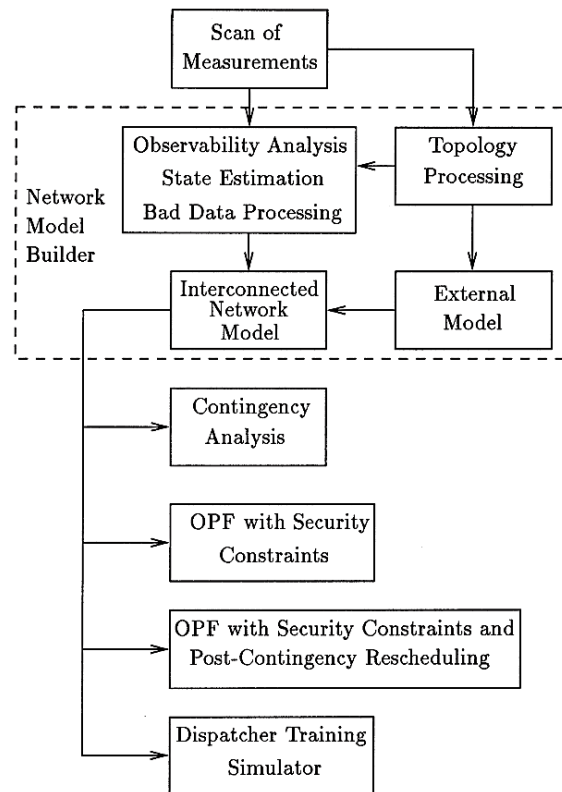 Scan of
Measurements
Observability Analysis
State Estimation
Bad Data Processing
Topology
Processing
Network
Model
Builder
Interconnected
Network
Model
External
Model
Contingency
Analysis
OPF with Security
Constraints
OPF with Security Constraints and
Post-Contingency Rescheduling
Dispatcher Training
Simulator